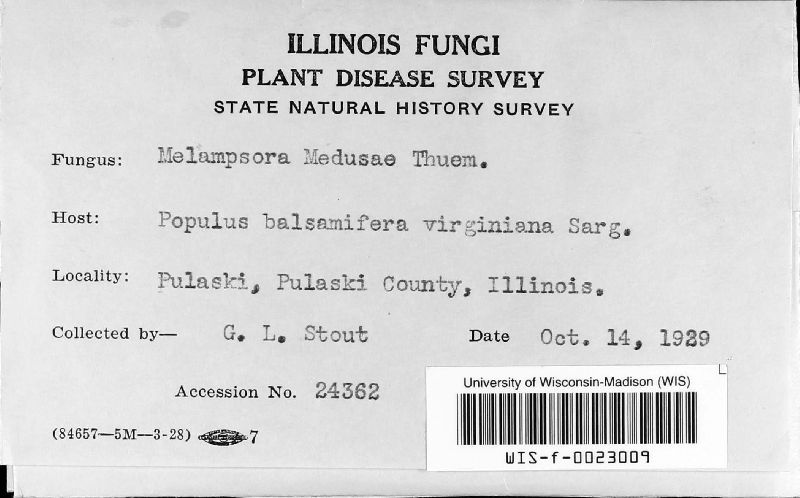 ILLINOIS FUNGI
PLANT DISEASE SURVEY
STATE NATURAL HISTORY SURVEY
Fungus: Melampsora Medusae Thuem.
Host: Populus balsamifera virginiana Sarg.
Locality: Pulaski, Pulaski County, Illinois.
Collected by— G. L. Stout Date Oct. 14, 1929
Accession No. 24362
(84657—5M—3-28) 7
University of Wisconsin-Madison (WIS)
WIS-f-0023009